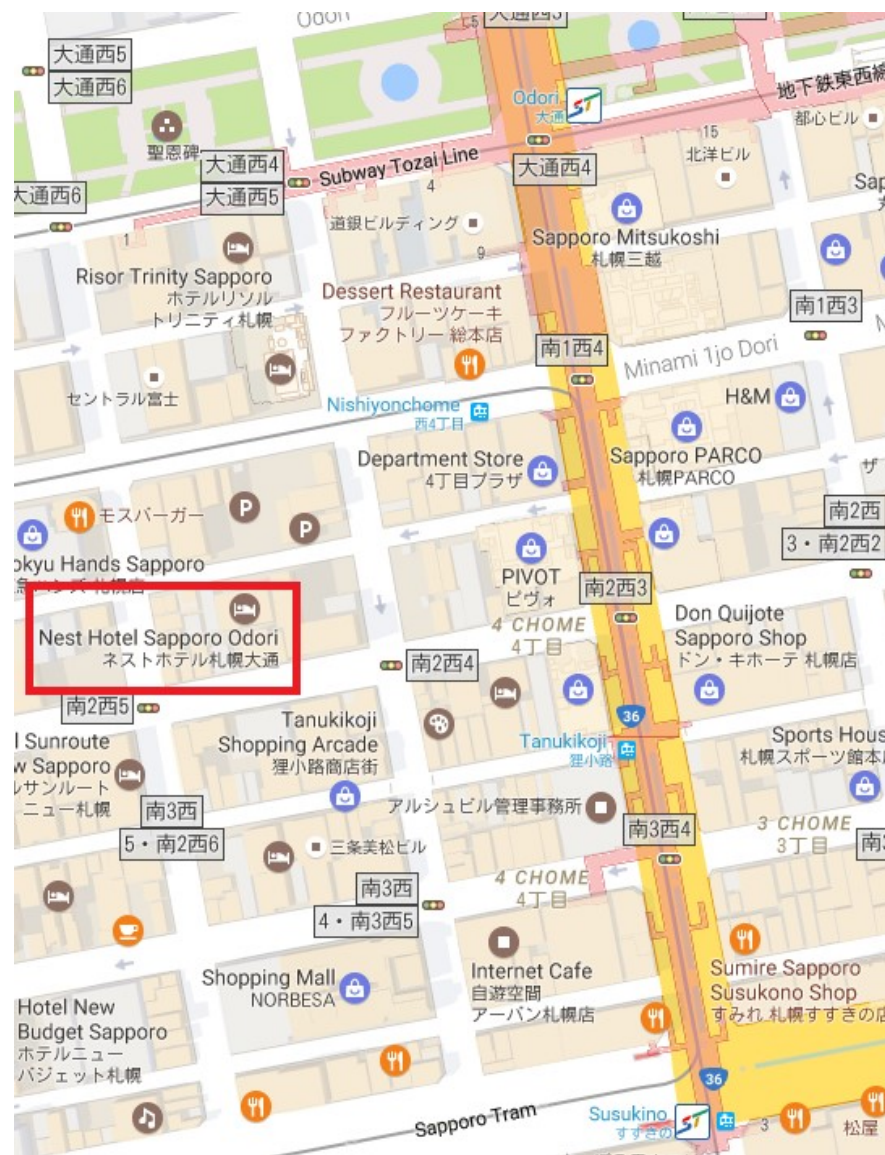 Odori
大通西5
大通西6
聖恩碑
大通西4
大通西5
大通西6
Subway Tozai Line
Odori
大通
大通西4
地下鉄東西線
都心ビル
15
北洋ビル
4
道銀ビルディング
9
1
Sapporo Mitsukoshi
札幌三越
Risor Trinity Sapporo
ホテルリソル
トリニティ札幌
Dessert Restaurant
フルーツケーキ
ファクトリー 総本店
南1西3
南1西4
Minami 1jo Dori
セントラル富士
H&M
Nishiyonchome
西4丁目
Department Store
4丁目プラザ
Sapporo PARCO
札幌PARCO
モスバーガー
南2西
3・南2西2
okyu Hands Sapporo
PIVOT
ピヴォ
南2西3
4 CHOME
4丁目
Don Quijote
Sapporo Shop
ドン・キホーテ 札幌店
Nest Hotel Sapporo Odori
ネストホテル札幌大通
南2西4
南2西5
36
Tanukikoji
Shopping Arcade
狸小路商店街
Tanukikoji
狸小路
Sports Hous
札幌スポーツ館本店
l Sunroute
w Sapporo
ルサンルート
ニュー札幌
南3西
5・南2西6
アルシュビル管理事務所
南3西4
3 CHOME
3丁目
三条美松ビル
南3西
4・南3西5
4 CHOME
4丁目
Shopping Mall
NORBESA
Internet Cafe
自遊空間
アーバン札幌店
Sumire Sapporo
Susukono Shop
すみれ 札幌すすきの店
Hotel New
Budget Sapporo
ホテルニュー
バジェット札幌
36
Sapporo Tram
Susukino
すすきの
3
松屋